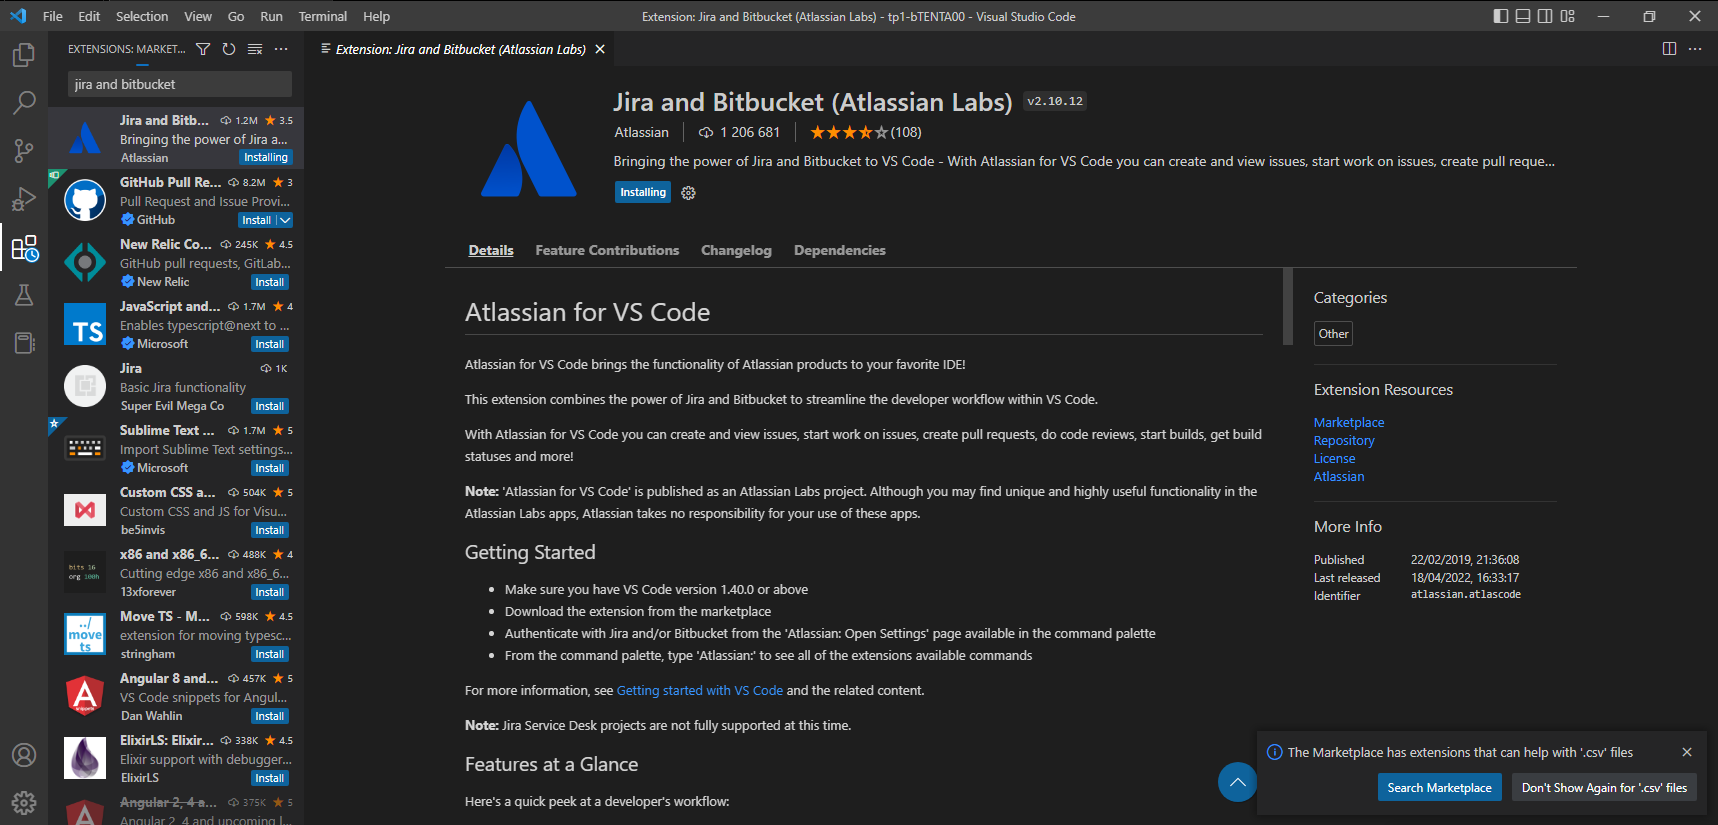 File Edit Selection View Go Run Terminal Help
Extension: Jira and Bitbucket (Atlassian Labs) - tp1-bTENTA00 - Visual Studio Code
EXTENSIONS: MARKET...
jira and bitbucket
Jira and Bitb... 1.2M 3.5
Bringing the power of Jira a...
Atlassian Installing
GitHub Pull Re... 8.2M 3
Pull Request and Issue Provi...
GitHub Install
New Relic Co... 245K 4.5
GitHub pull requests, GitLab...
New Relic Install
TS
JavaScript and... 1.7M 4
Enables typescript@next to ...
Microsoft Install
Jira 1K
Basic Jira functionality
Super Evil Mega Co Install
Sublime Text ... 1.7M 5
Import Sublime Text settings...
Microsoft Install
Custom CSS a... 504K 5
Custom CSS and JS for Visu...
be5invis Install
bits 16
org 100h
x86 and x86_6... 488K 4
Cutting edge x86 and x86_6...
13xforever Install
../
move
ts
Move TS - M... 598K 4.5
extension for moving typesc...
stringham Install
Angular 8 and... 457K 5
VS Code snippets for Angul...
Dan Wahlin Install
ElixirLS: Elixir... 338K 4.5
Elixir support with debugger...
ElixirLS Install
Angular 2, 4 a... 375K 5
Angular 2, 4 and upcoming l...
Extension: Jira and Bitbucket (Atlassian Labs)
Jira and Bitbucket (Atlassian Labs) v2.10.12
Atlassian 1 206 681 (108)
Bringing the power of Jira and Bitbucket to VS Code - With Atlassian for VS Code you can create and view issues, start work on issues, create pull reque...
Installing
Details Feature Contributions Changelog Dependencies
Atlassian for VS Code
Atlassian for VS Code brings the functionality of Atlassian products to your favorite IDE!
This extension combines the power of Jira and Bitbucket to streamline the developer workflow within VS Code.
With Atlassian for VS Code you can create and view issues, start work on issues, create pull requests, do code reviews, start builds, get build
statuses and more!
Note: 'Atlassian for VS Code' is published as an Atlassian Labs project. Although you may find unique and highly useful functionality in the
Atlassian Labs apps, Atlassian takes no responsibility for your use of these apps.
Getting Started
• Make sure you have VS Code version 1.40.0 or above
• Download the extension from the marketplace
• Authenticate with Jira and/or Bitbucket from the 'Atlassian: Open Settings' page available in the command palette
• From the command palette, type 'Atlassian:' to see all of the extensions available commands
For more information, see Getting started with VS Code and the related content.
Note: Jira Service Desk projects are not fully supported at this time.
Features at a Glance
Here's a quick peek at a developer's workflow:
Categories
Other
Extension Resources
Marketplace
Repository
License
Atlassian
More Info
Published 22/02/2019, 21:36:08
Last released 18/04/2022, 16:33:17
Identifier atlassian.atlascode
The Marketplace has extensions that can help with '.csv' files
Search Marketplace Don't Show Again for '.csv' files